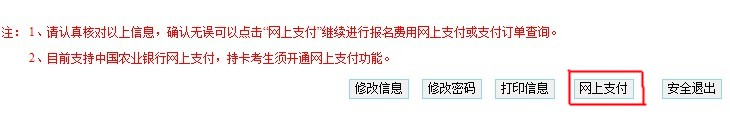 注： 1、请认真核对以上信息，确认无误可以点击“网上支付”继续进行报名费用网上支付或支付订单查询。
2、目前支持中国农业银行网上支付，持卡考生须开通网上支付功能。
修改信息 修改密码 打印信息 网上支付 安全退出